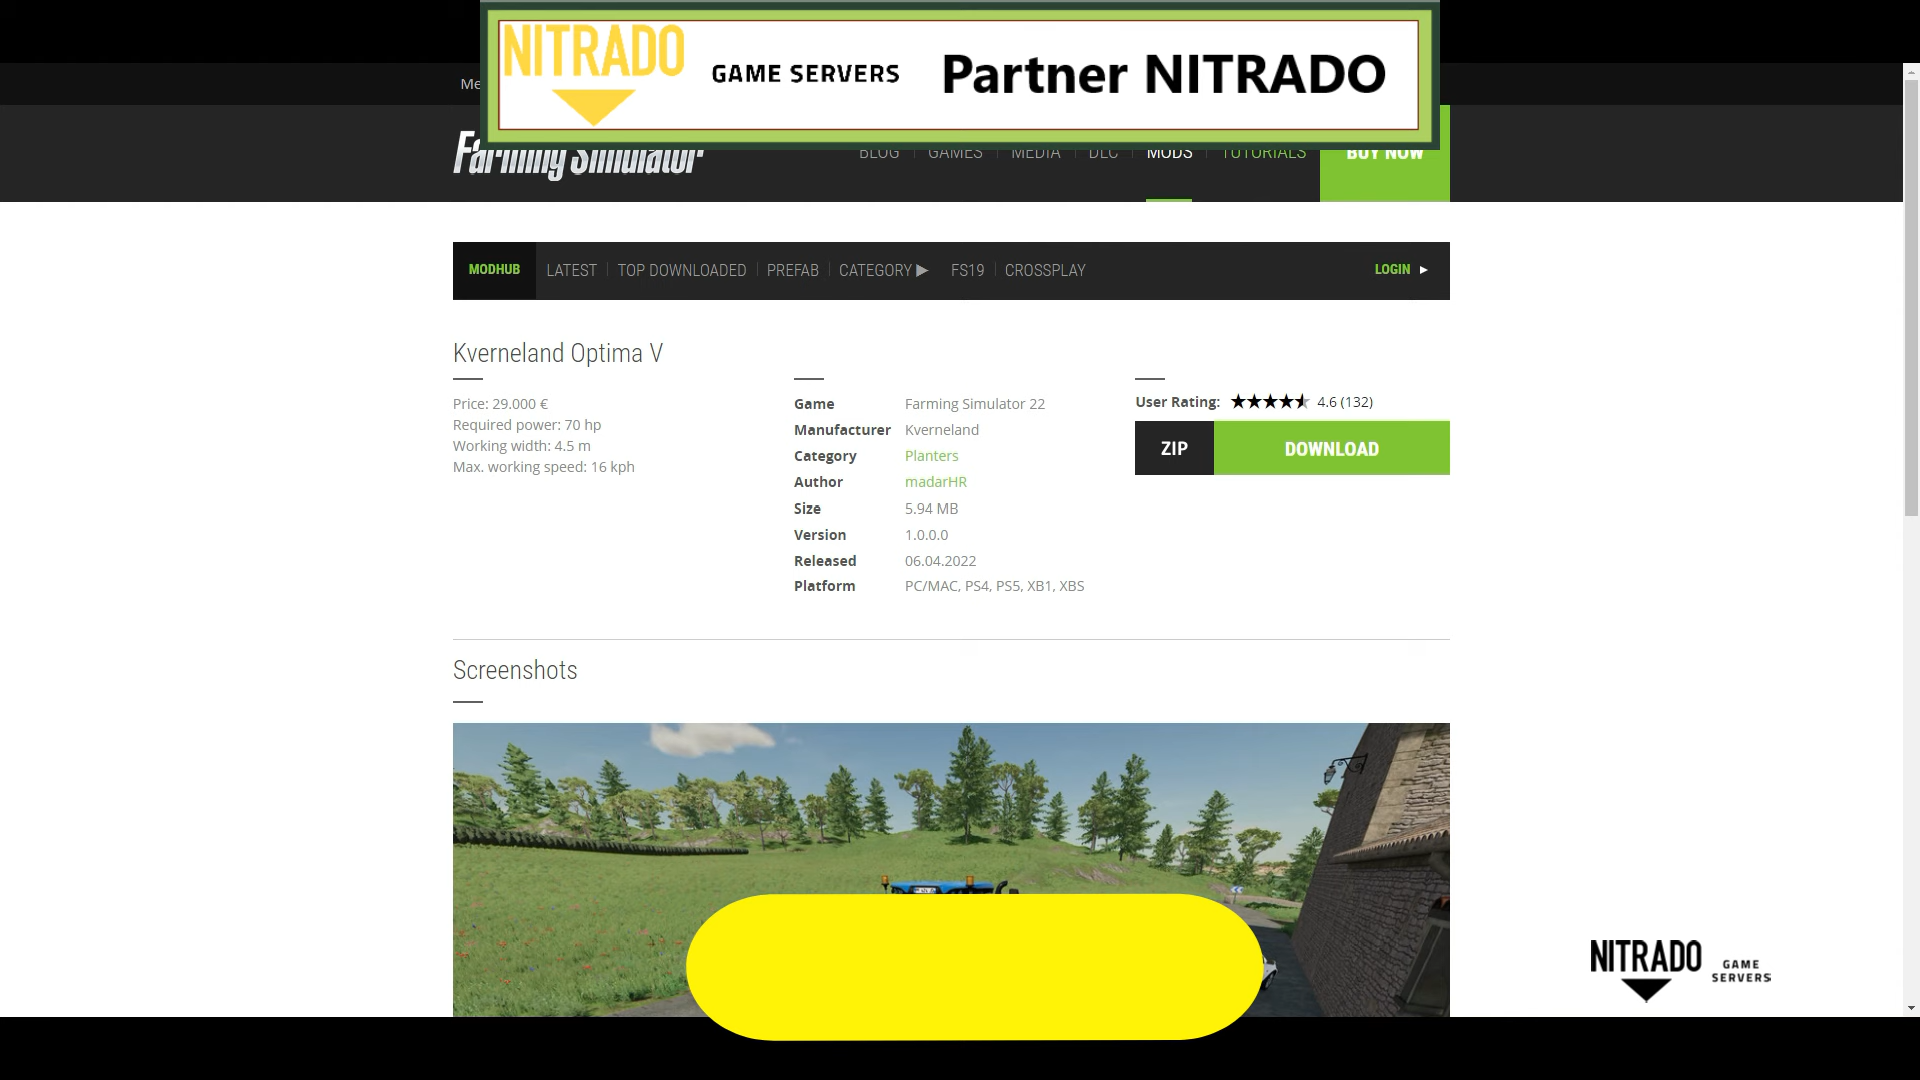 NITRADO
GAME SERVERS
Partner NITRADO
Me
Farming Simulator
BLOG GAMES MEDIA DLC MODS TUTORIALS BUY NOW
MODHUB LATEST TOP DOWNLOADED PREFAB CATEGORY ▶ FS19 CROSSPLAY LOGIN ►
Kverneland Optima V
Price: 29.000 €
Required power: 70 hp
Working width: 4.5 m
Max. working speed: 16 kph
Game Farming Simulator 22
Manufacturer Kverneland
Category Planters
Author madarHR
Size 5.94 MB
Version 1.0.0.0
Released 06.04.2022
Platform PC/MAC, PS4, PS5, XB1, XBS
User Rating: 4.6 (132)
ZIP DOWNLOAD
Screenshots
NITRADO GAME
SERVERS